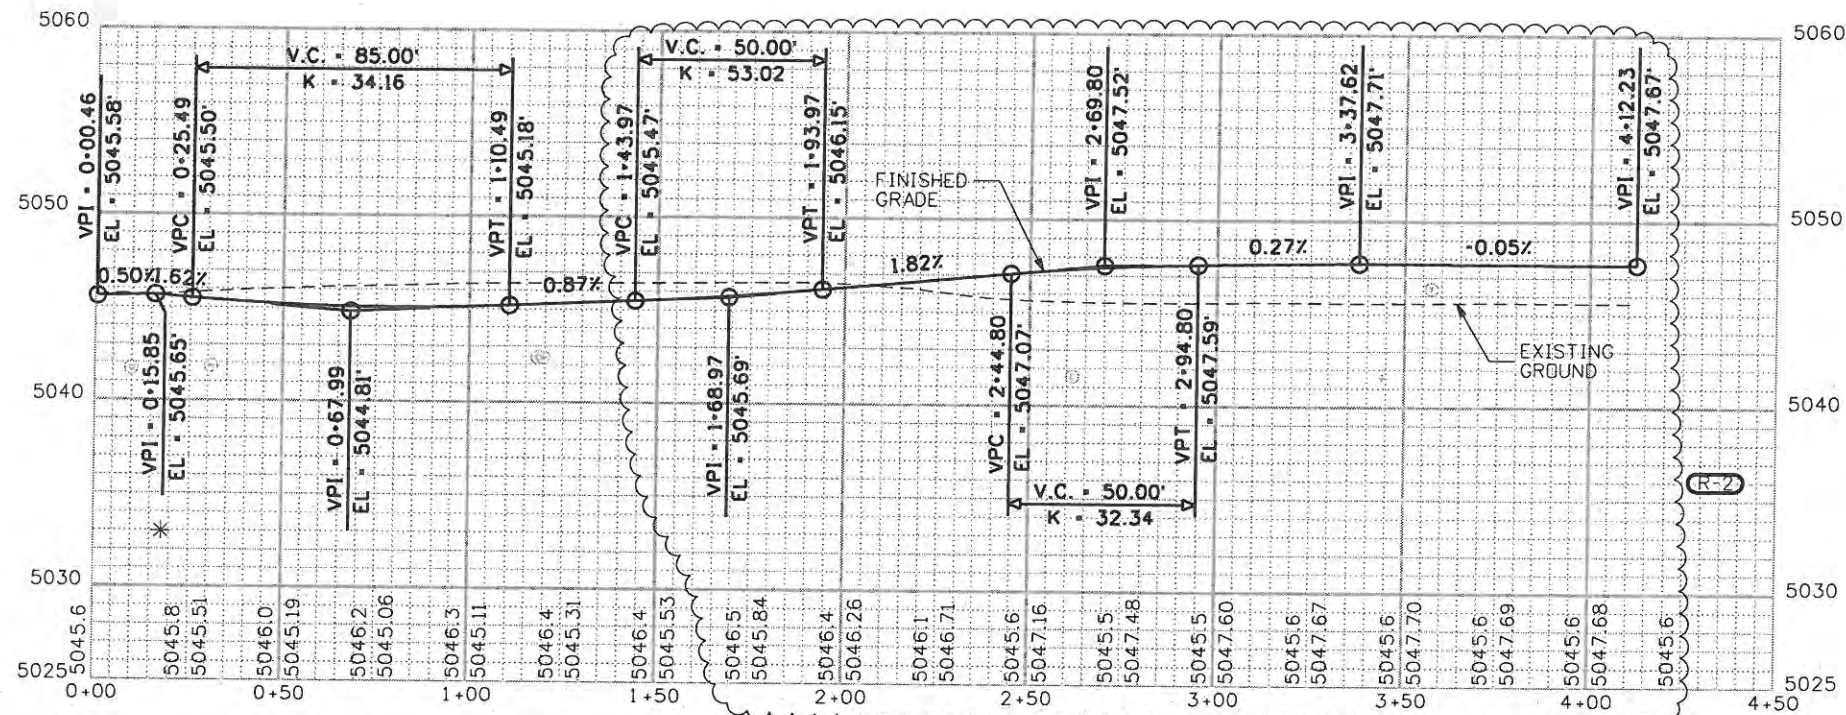 5060
5060
V.C. = 85.00'
K = 34.16
V.C. = 50.00'
K = 53.02
VPI = 0+00.46
EL = 5045.58'
VPC = 0+25.49
EL = 5045.50'
VPT = 1+10.49
EL = 5045.18'
VPC = 1+43.97
EL = 5045.47'
VPT = 1+93.97
EL = 5046.15'
VPI = 2+69.80
EL = 5047.52'
VPI = 3+37.62
EL = 5047.71'
VPI = 4+12.23
EL = 5047.67'
FINISHED
GRADE
5050
5050
0.50%
1.62%
0.87%
1.82%
0.27%
-0.05%
VPI = 0+15.85
EL = 5045.65'
VPI = 0+67.99
EL = 5044.81'
VPI = 1+68.97
EL = 5045.69'
VPC = 2+44.80
EL = 5047.07'
VPT = 2+94.80
EL = 5047.59'
EXISTING
GROUND
5040
5040
V.C. = 50.00'
K = 32.34
R-2
5030
5030
5045.6
5045.8
5045.51
5046.0
5045.19
5046.2
5045.06
5046.3
5045.11
5046.4
5045.31
5046.4
5045.53
5046.5
5045.84
5046.4
5046.26
5046.1
5046.71
5045.6
5047.16
5045.5
5047.48
5045.5
5047.60
5045.6
5047.67
5045.6
5047.70
5045.6
5047.69
5045.6
5047.68
5045.6
5025
5025
0+00
0+50
1+00
1+50
2+00
2+50
3+00
3+50
4+00
4+50